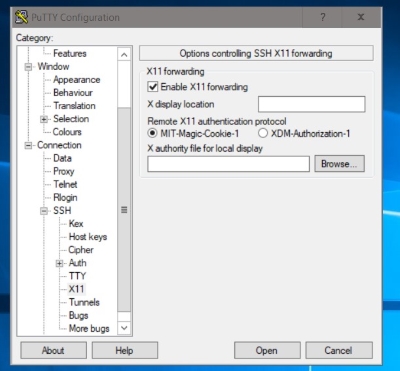 PuTTY Configuration
? X
Category:
Features
Window
Appearance
Behaviour
Translation
Selection
Colours
Connection
Data
Proxy
Telnet
Rlogin
SSH
Kex
Host keys
Cipher
Auth
TTY
X11
Tunnels
Bugs
More bugs
Options controlling SSH X11 forwarding
X11 forwarding
Enable X11 forwarding
X display location
Remote X11 authentication protocol
MIT-Magic-Cookie-1 XDM-Authorization-1
X authority file for local display
Browse...
About Help Open Cancel